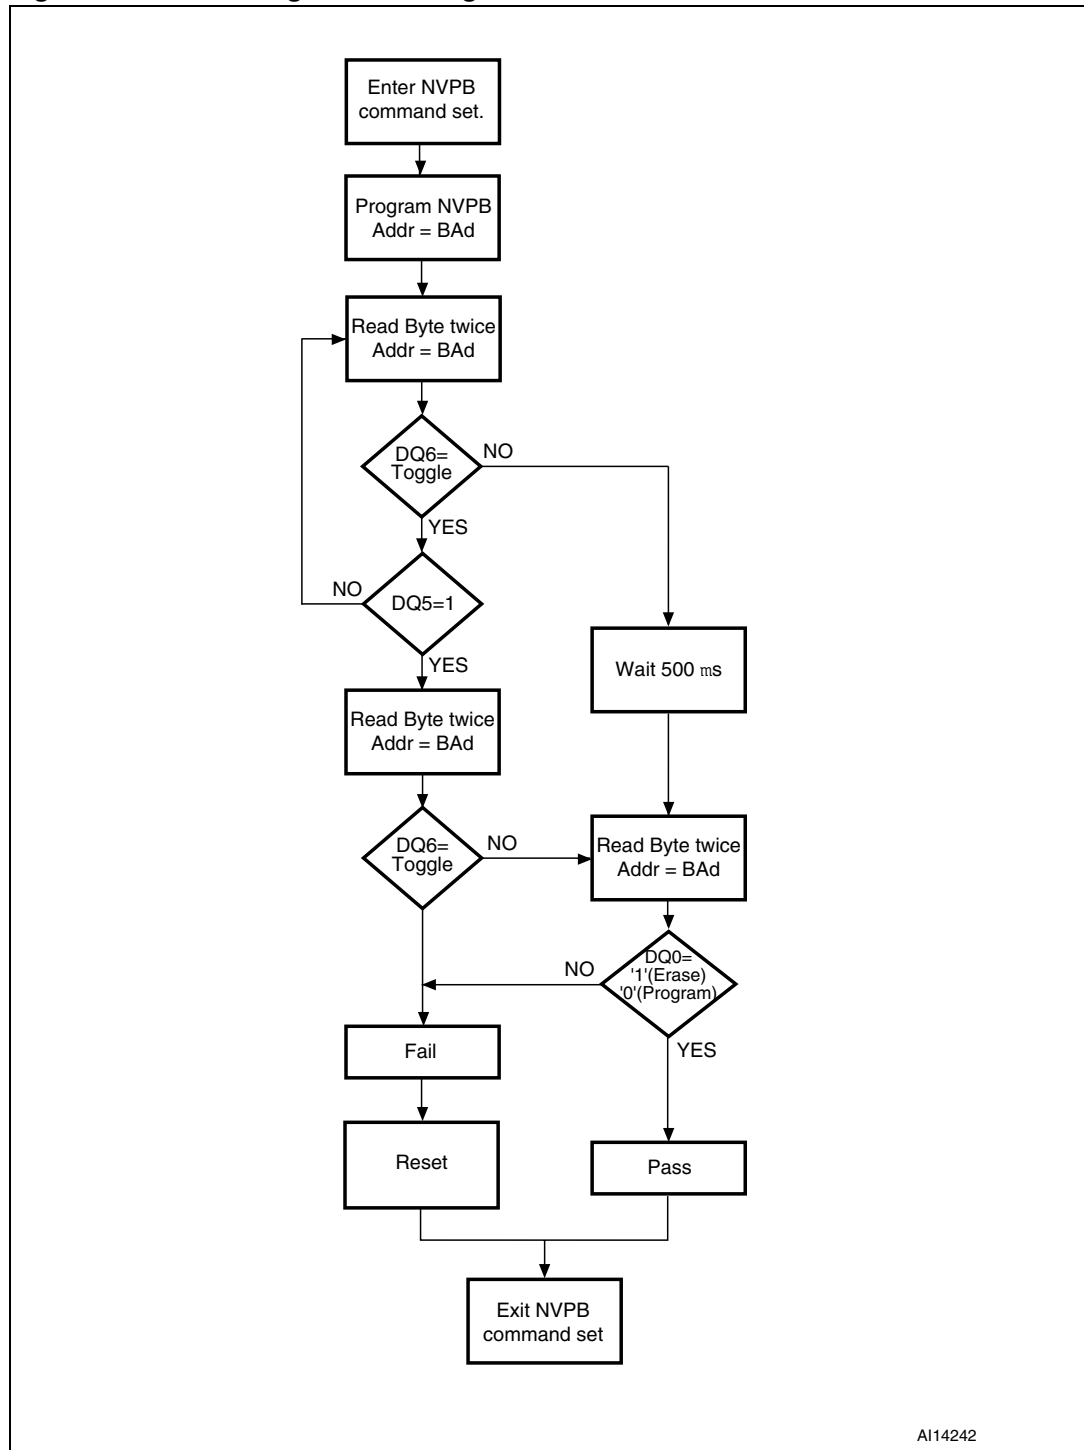 Enter NVPB
command set.
Program NVPB
Addr = BAd
Read Byte twice
Addr = BAd
DQ6=
Toggle
NO
YES
NO
DQ5=1
YES
Wait 500 ms
Read Byte twice
Addr = BAd
DQ6=
Toggle
NO
Read Byte twice
Addr = BAd
DQ0=
'1'(Erase)
'0'(Program)
NO
YES
Fail
Reset
Pass
Exit NVPB
command set
AI14242